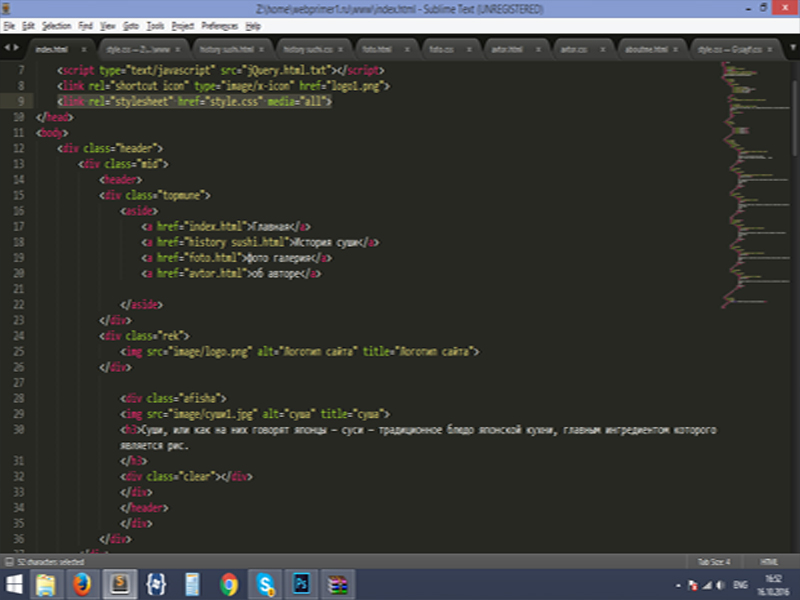 Z:\home\webprimer1.ru\www\index.html - Sublime Text (UNREGISTERED)
File Edit Selection Find View Goto Tools Project Preferences Help
index.html style.css — Z:...\www history sushi.html history sushi.css foto.html foto.css avtor.html avtor.css aboutme.html
7 <script type="text/javascript" src="jQuery.html.txt"></script>
8 <link rel="shortcut icon" type="image/x-icon" href="logo1.png">
9 <link rel="stylesheet" href="style.css" media="all">
10 </head>
11 <body>
12 <div class="header">
13 <div class="mid">
14 <header>
15 <div class="topmune">
16 <aside>
17 <a href="index.html">Главная</a>
18 <a href="history sushi.html">История суши</a>
19 <a href="foto.html">фото галерия</a>
20 <a href="avtor.html">об авторе</a>
21
22 </aside>
23 </div>
24 <div class="rek">
25 <img src="image/logo.png" alt="Логотип сайта" title="Логотип сайта">
26 </div>
27
28 <div class="afisha">
29 <img src="image/суши1.jpg" alt="суша" title="суша">
30 <h3>Суши, или как на них говорят японцы – суси – традиционное блюдо японской кухни, главным ингредиентом которого
является рис.
31 </h3>
32 <div class="clear"></div>
33 </div>
34 </header>
35 </div>
36 </div>
52 characters selected Tab Size: 4 HTML
ENG 16:52
16.10.2016